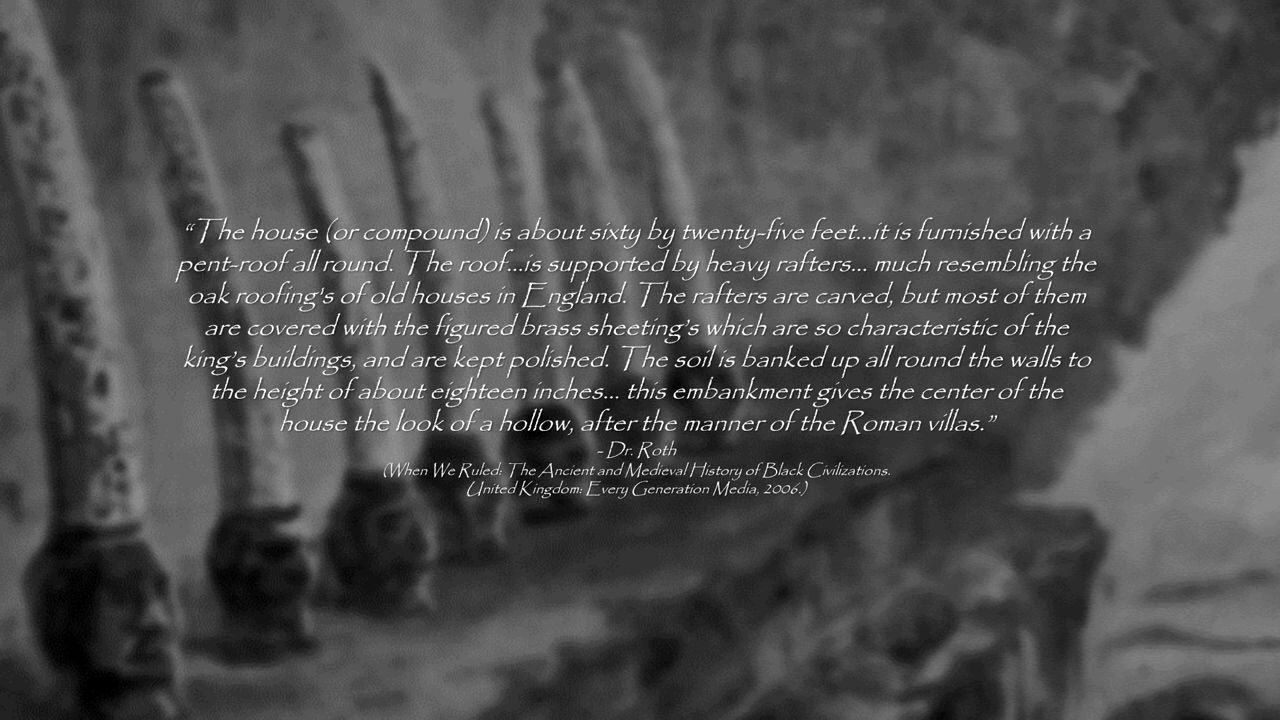 “The house (or compound) is about sixty by twenty-five feet...it is furnished with a
pent-roof all round. The roof...is supported by heavy rafters... much resembling the
oak roofing's of old houses in England. The rafters are carved, but most of them
are covered with the figured brass sheeting’s which are so characteristic of the
king’s buildings, and are kept polished. The soil is banked up all round the walls to
the height of about eighteen inches... this embankment gives the center of the
house the look of a hollow, after the manner of the Roman villas.”
- Dr. Roth
(When We Ruled: The Ancient and Medieval History of Black Civilizations.
United Kingdom: Every Generation Media, 2006.)